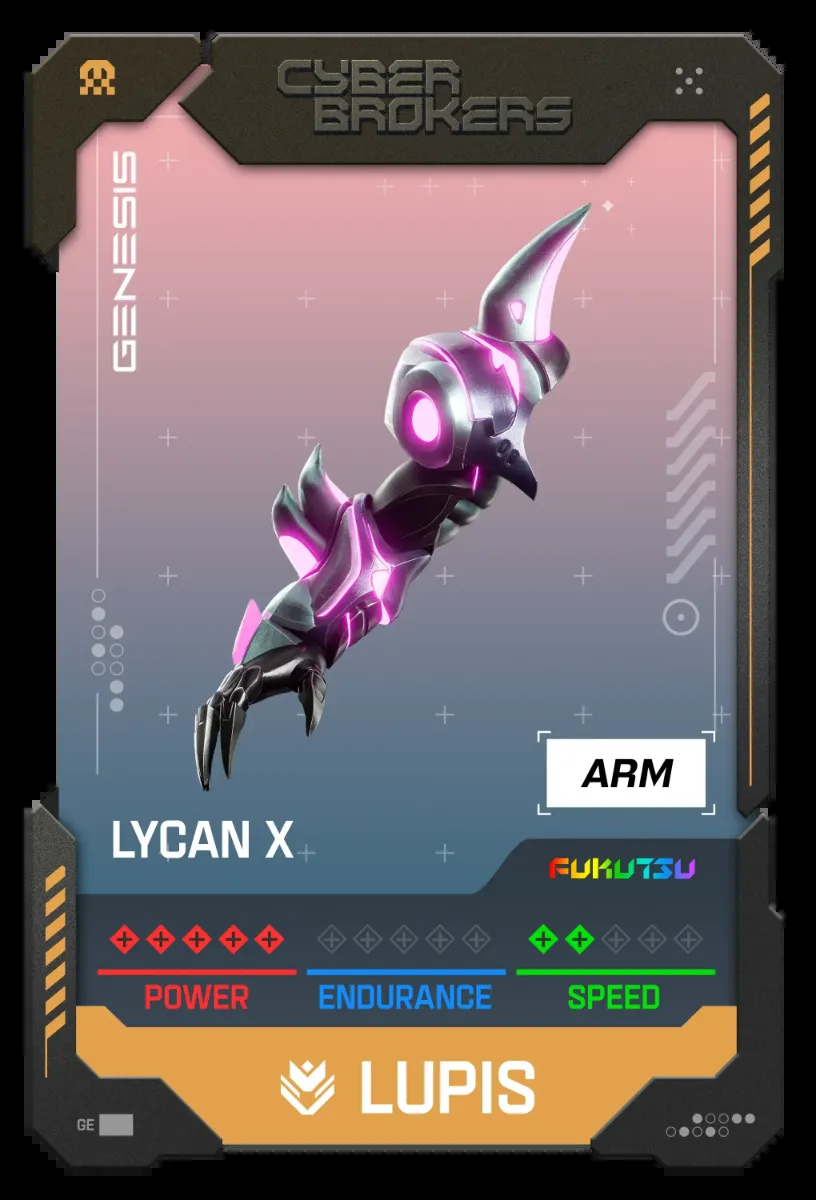 CYBER
BROKERS
GENESIS
ARM
LYCAN X
FUKUTSU
POWER
ENDURANCE
SPEED
LUPIS
GE